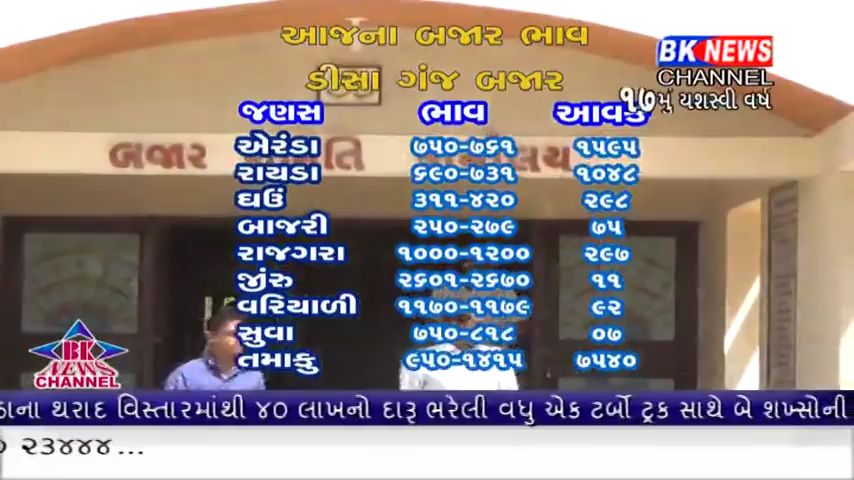 આજના બજાર ભાવ
ડીસા ગંજ બજાર
BK NEWS
CHANNEL
૧૭મું યશસ્વી વર્ષ
જણસ ભાવ આવક
એરંડા ૭૫૦-૭૬૧ ૧૫૯૫
રાયડા ૬૯૦-૭૩૧ ૧૦૪૮
ઘઉં ૩૧૧-૪૨૦ ૨૯૮
બાજરી ૨૫૦-૨૭૯ ૭૫
રાજગરા ૧૦૦૦-૧૨૦૦ ૨૯૭
જીંરુ ૨૬૦૧-૨૬૭૦ ૧૧
વરિયાળી ૧૧૭૦-૧૧૭૯ ૯૨
સુવા ૭૫૦-૮૧૮ ૦૭
તમાકુ ૯૫૦-૧૪૧૫ ૭૫૪૦
બજાર
BK
NEWS
CHANNEL
થરાદ વિસ્તારમાંથી ૪૦ લાખનો દારૂ ભરેલી વધુ એક ટર્બો ટ્રક સાથે બે શખ્સોની
૨૩૪૪૪...